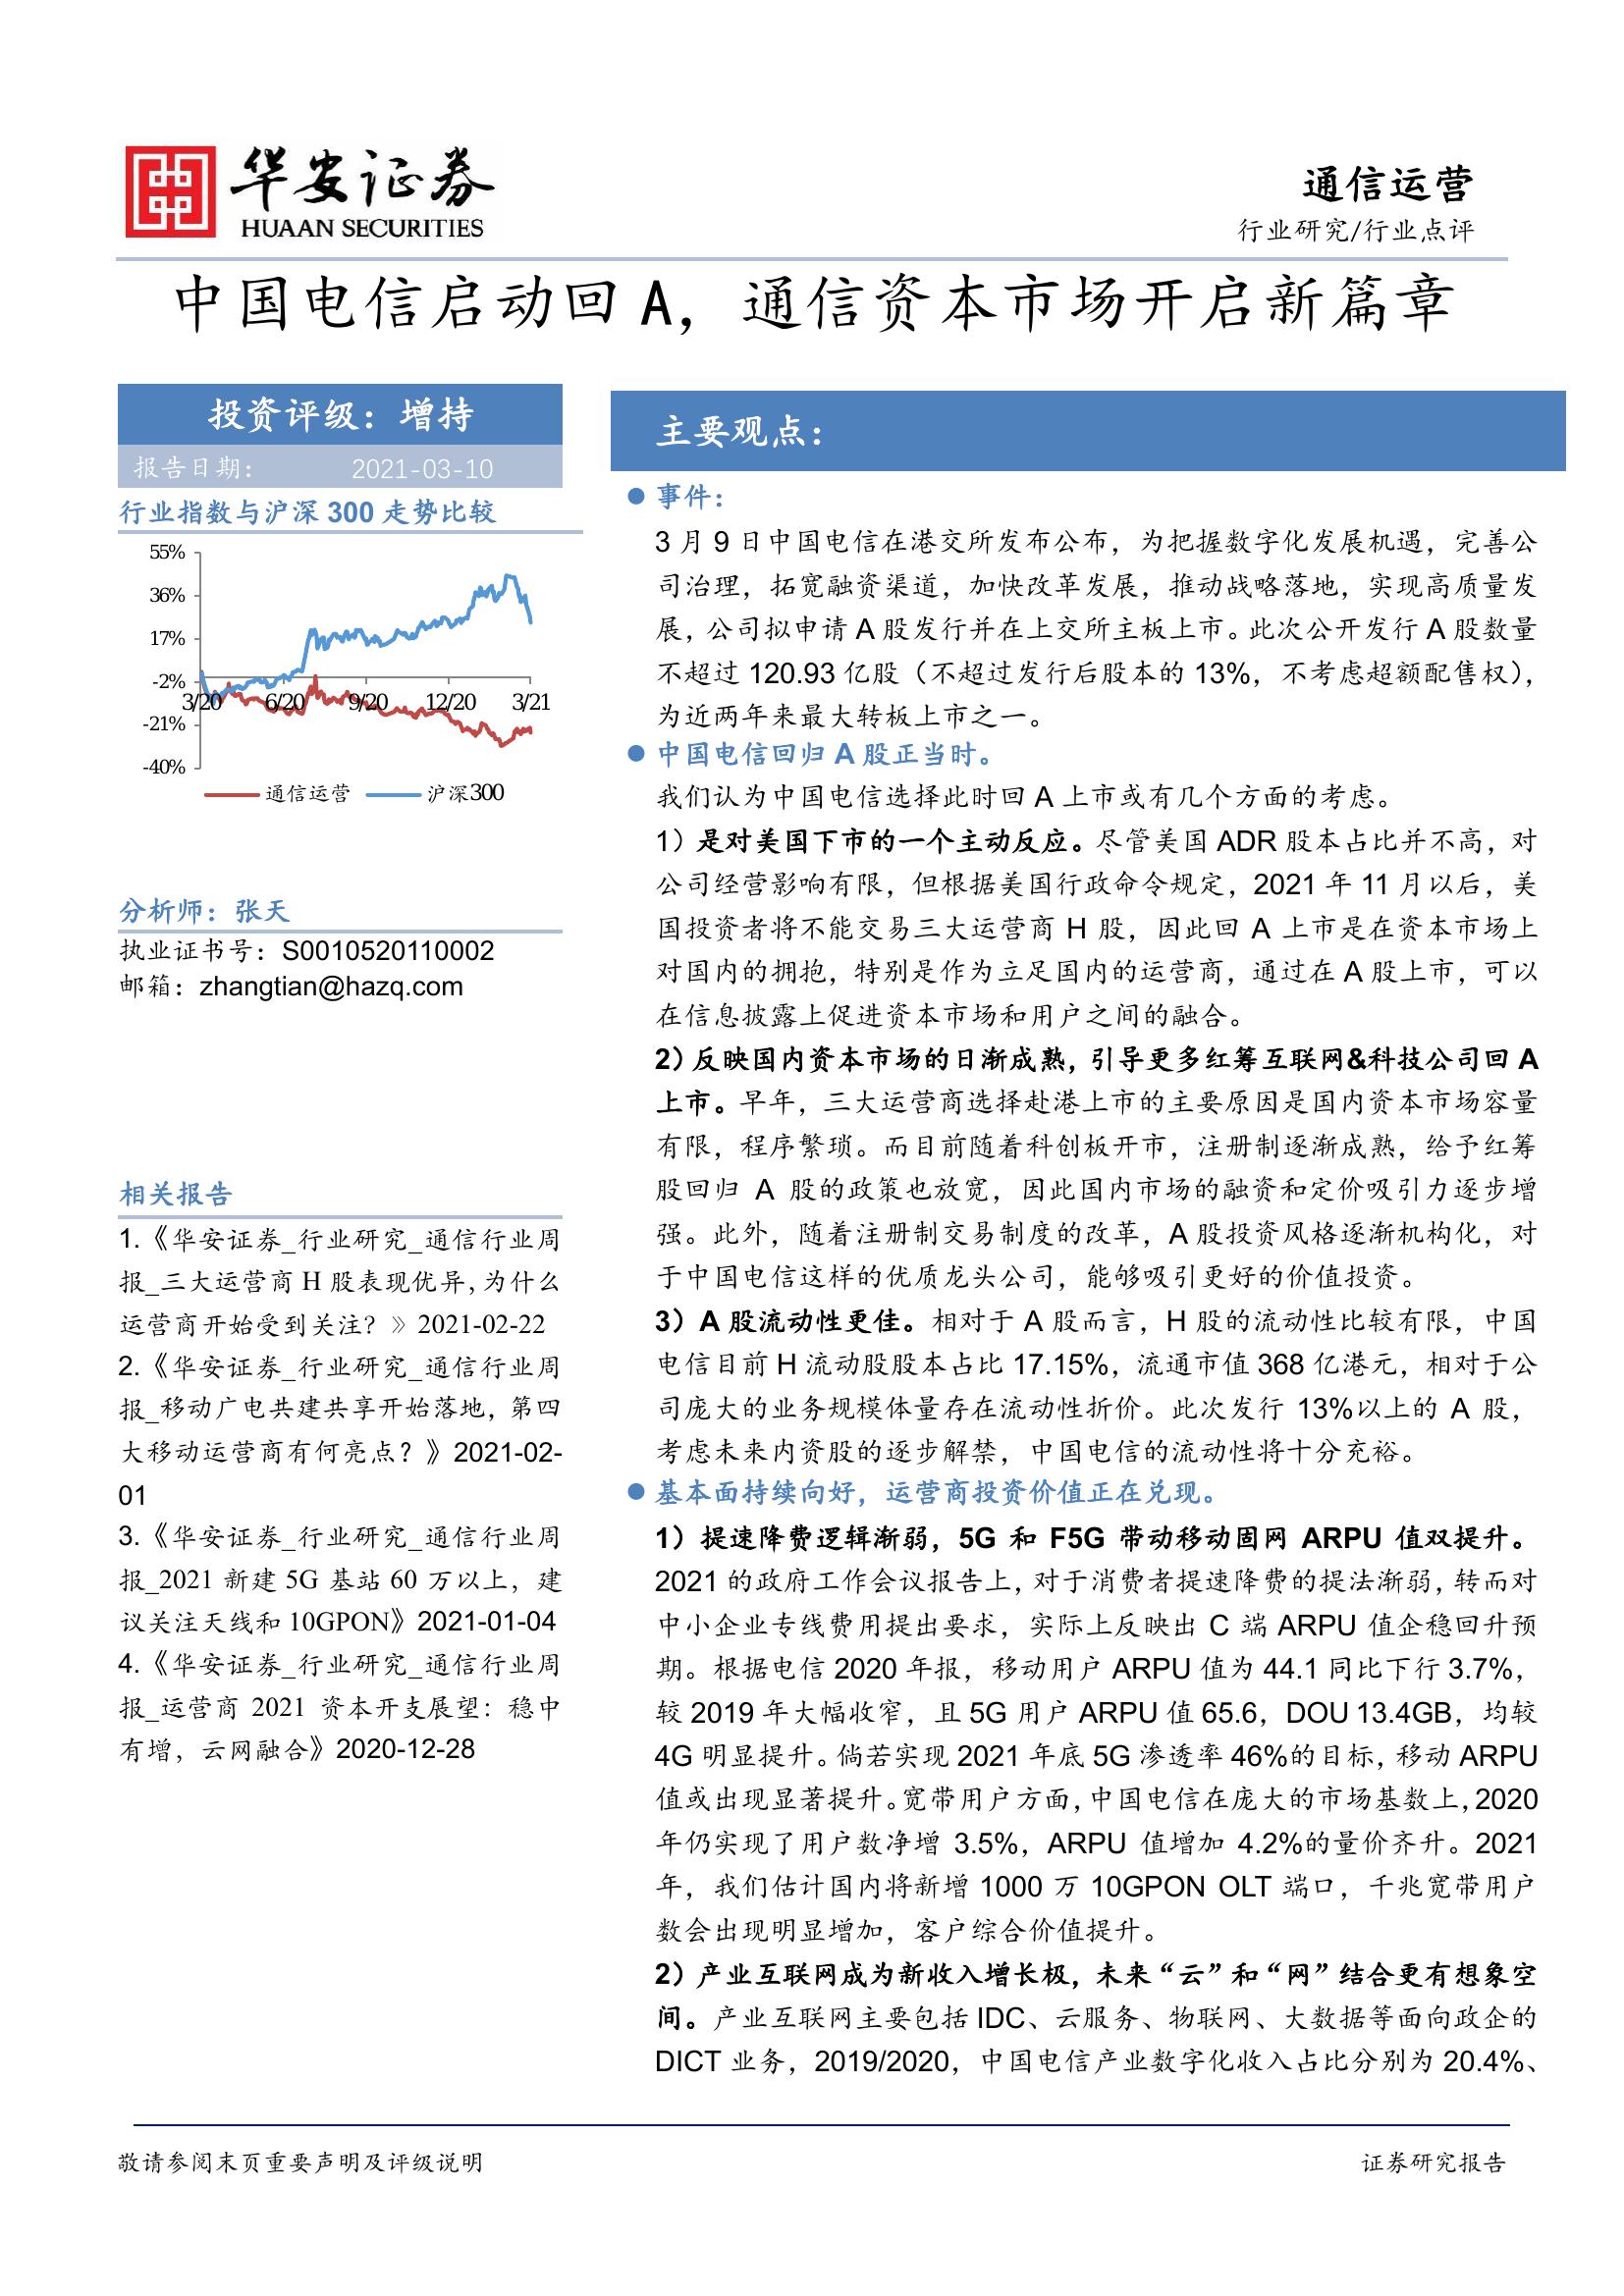 华安证券
HUAAN SECURITIES
通信运营
行业研究/行业点评
中国电信启动回 A，通信资本市场开启新篇章
投资评级：增持
报告日期： 2021-03-10
行业指数与沪深 300 走势比较
55%
36%
17%
-2%
-21%
-40%
3/20 6/20 9/20 12/20 3/21
通信运营 沪深300
分析师：张天
执业证书号：S0010520110002
邮箱：zhangtian@hazq.com
相关报告
1.《华安证券_行业研究_通信行业周
报_三大运营商 H 股表现优异,为什么
运营商开始受到关注？》2021-02-22
2.《华安证券_行业研究_通信行业周
报_移动广电共建共享开始落地，第四
大移动运营商有何亮点？》2021-02-
01
3.《华安证券_行业研究_通信行业周
报_2021 新建 5G 基站 60 万以上，建
议关注天线和 10GPON》2021-01-04
4.《华安证券_行业研究_通信行业周
报_运营商 2021 资本开支展望：稳中
有增，云网融合》2020-12-28
主要观点：
事件：
3 月 9 日中国电信在港交所发布公布，为把握数字化发展机遇，完善公
司治理，拓宽融资渠道，加快改革发展，推动战略落地，实现高质量发
展，公司拟申请 A 股发行并在上交所主板上市。此次公开发行 A 股数量
不超过 120.93 亿股（不超过发行后股本的 13%，不考虑超额配售权），
为近两年来最大转板上市之一。
中国电信回归 A 股正当时。
我们认为中国电信选择此时回 A 上市或有几个方面的考虑。
1）是对美国下市的一个主动反应。尽管美国 ADR 股本占比并不高，对
公司经营影响有限，但根据美国行政命令规定，2021 年 11 月以后，美
国投资者将不能交易三大运营商 H 股，因此回 A 上市是在资本市场上
对国内的拥抱，特别是作为立足国内的运营商，通过在 A 股上市，可以
在信息披露上促进资本市场和用户之间的融合。
2）反映国内资本市场的日渐成熟，引导更多红筹互联网&科技公司回 A
上市。早年，三大运营商选择赴港上市的主要原因是国内资本市场容量
有限，程序繁琐。而目前随着科创板开市，注册制逐渐成熟，给予红筹
股回归 A 股的政策也放宽，因此国内市场的融资和定价吸引力逐步增
强。此外，随着注册制交易制度的改革，A 股投资风格逐渐机构化，对
于中国电信这样的优质龙头公司，能够吸引更好的价值投资。
3）A 股流动性更佳。相对于 A 股而言，H 股的流动性比较有限，中国
电信目前 H 流动股股本占比 17.15%，流通市值 368 亿港元，相对于公
司庞大的业务规模体量存在流动性折价。此次发行 13%以上的 A 股，
考虑未来内资股的逐步解禁，中国电信的流动性将十分充裕。
基本面持续向好，运营商投资价值正在兑现。
1）提速降费逻辑渐弱，5G 和 F5G 带动移动固网 ARPU 值双提升。
2021 的政府工作会议报告上，对于消费者提速降费的提法渐弱，转而对
中小企业专线费用提出要求，实际上反映出 C 端 ARPU 值企稳回升预
期。根据电信 2020 年报，移动用户 ARPU 值为 44.1 同比下行 3.7%，
较 2019 年大幅收窄，且 5G 用户 ARPU 值 65.6，DOU 13.4GB，均较
4G 明显提升。倘若实现 2021 年底 5G 渗透率 46%的目标，移动 ARPU
值或出现显著提升。宽带用户方面，中国电信在庞大的市场基数上，2020
年仍实现了用户数净增 3.5%，ARPU 值增加 4.2%的量价齐升。2021
年，我们估计国内将新增 1000 万 10GPON OLT 端口，千兆宽带用户
数会出现明显增加，客户综合价值提升。
2）产业互联网成为新收入增长极，未来“云”和“网”结合更有想象空
间。产业互联网主要包括 IDC、云服务、物联网、大数据等面向政企的
DICT 业务，2019/2020，中国电信产业数字化收入占比分别为 20.4%、
敬请参阅末页重要声明及评级说明
证券研究报告